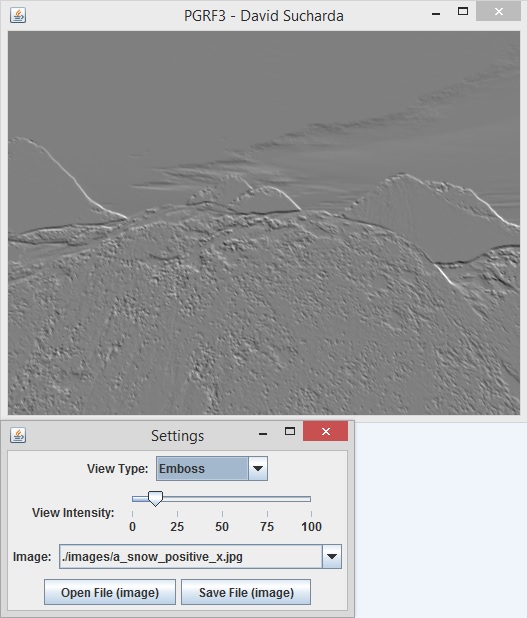 PGRF3 - David Sucharda
Settings
View Type: Emboss
View Intensity:
0 25 50 75 100
Image: ./images/a_snow_positive_x.jpg
Open File (image) Save File (image)